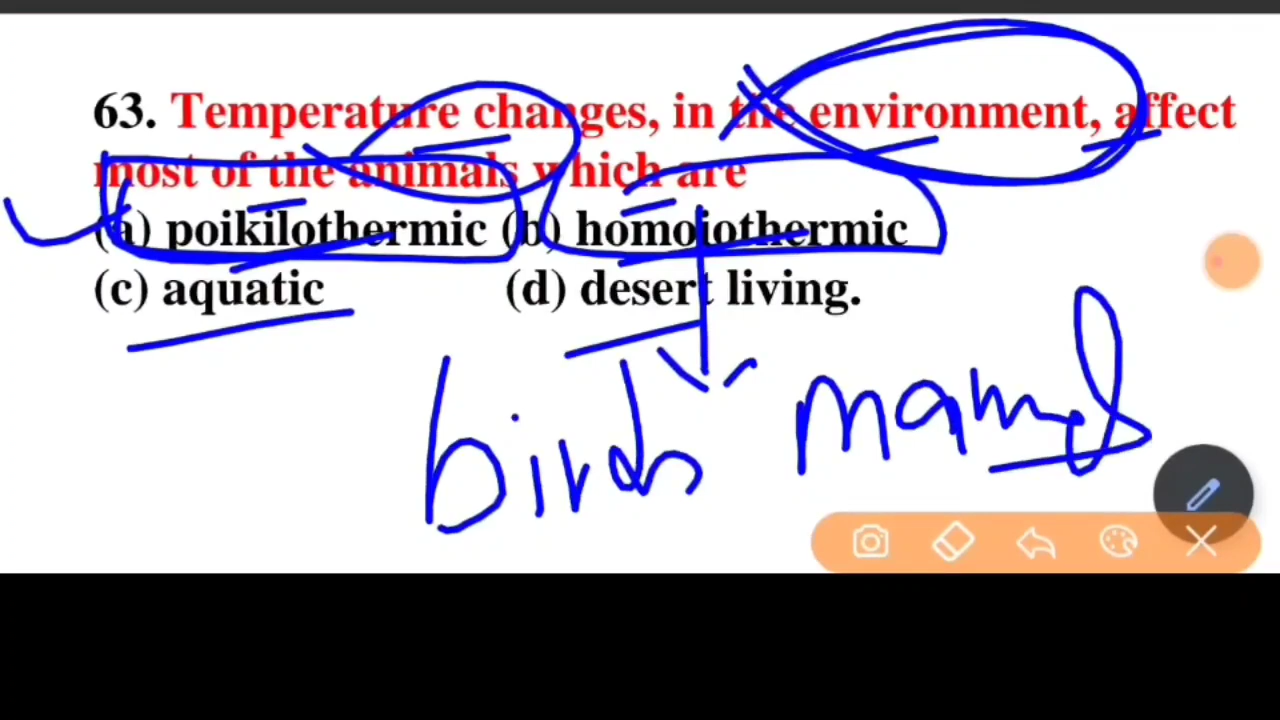 63. Temperature changes, in the environment, affect
most of the animals which are
(a) poikilothermic (b) homoiothermic
(c) aquatic (d) desert living.
birds mamals